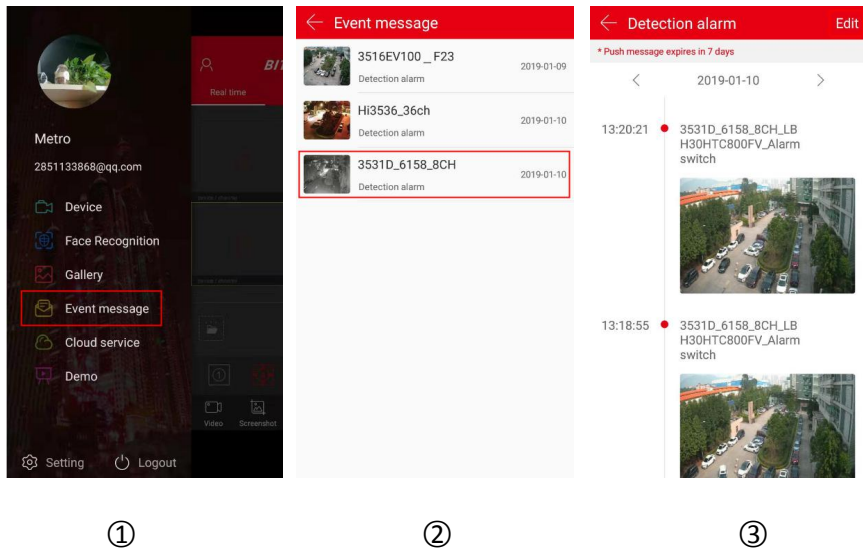 BIT
Real time
Metro
2851133868@qq.com
Device
Face Recognition
Gallery
Event message
Cloud service
Demo
Video Screenshot
Setting Logout
Event message
3516EV100 _ F23
Detection alarm
2019-01-09
Hi3536_36ch
Detection alarm
2019-01-10
3531D_6158_8CH
Detection alarm
2019-01-10
Detection alarm Edit
* Push message expires in 7 days
< 2019-01-10 >
13:20:21 3531D_6158_8CH_LB
H30HTC800FV_Alarm
switch
13:18:55 3531D_6158_8CH_LB
H30HTC800FV_Alarm
switch
① ② ③